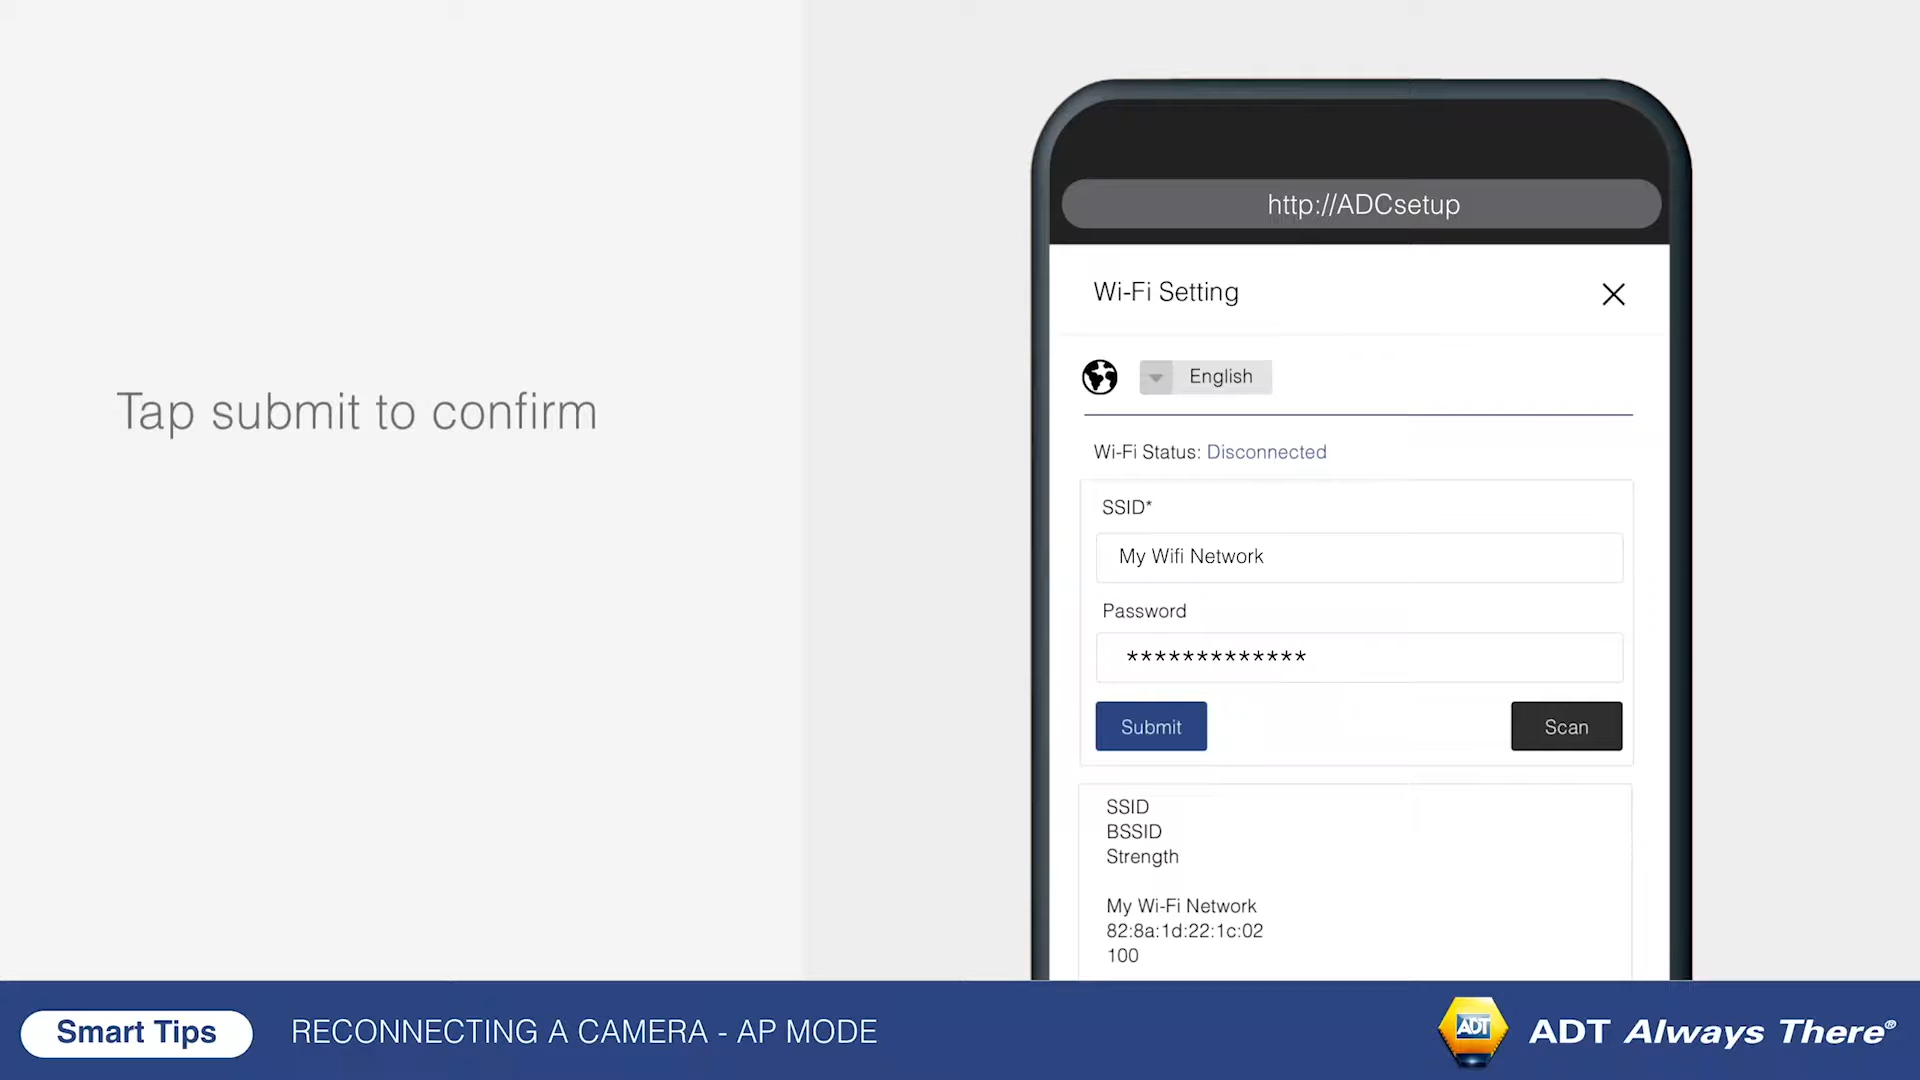 Tap submit to confirm
http://ADCsetup
Wi-Fi Setting
English
Wi-Fi Status: Disconnected
SSID*
My Wifi Network
Password
*************
Submit
Scan
SSID
BSSID
Strength
My Wi-Fi Network
82:8a:1d:22:1c:02
100
Smart Tips
RECONNECTING A CAMERA - AP MODE
ADT
ADT Always There®